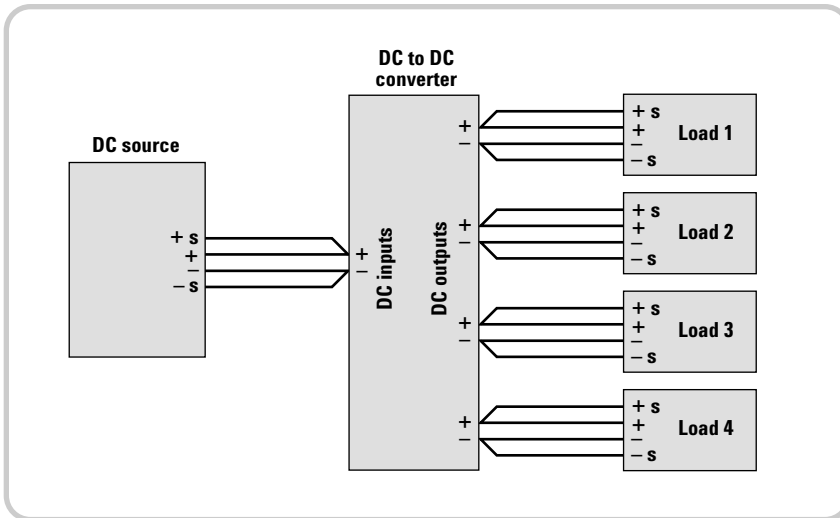 DC to DC
converter
DC source
+ s
+
−
− s
+
−
DC inputs
DC outputs
+
−
+
−
+
−
+
−
+ s
+
−
− s
Load 1
+ s
+
−
− s
Load 2
+ s
+
−
− s
Load 3
+ s
+
−
− s
Load 4